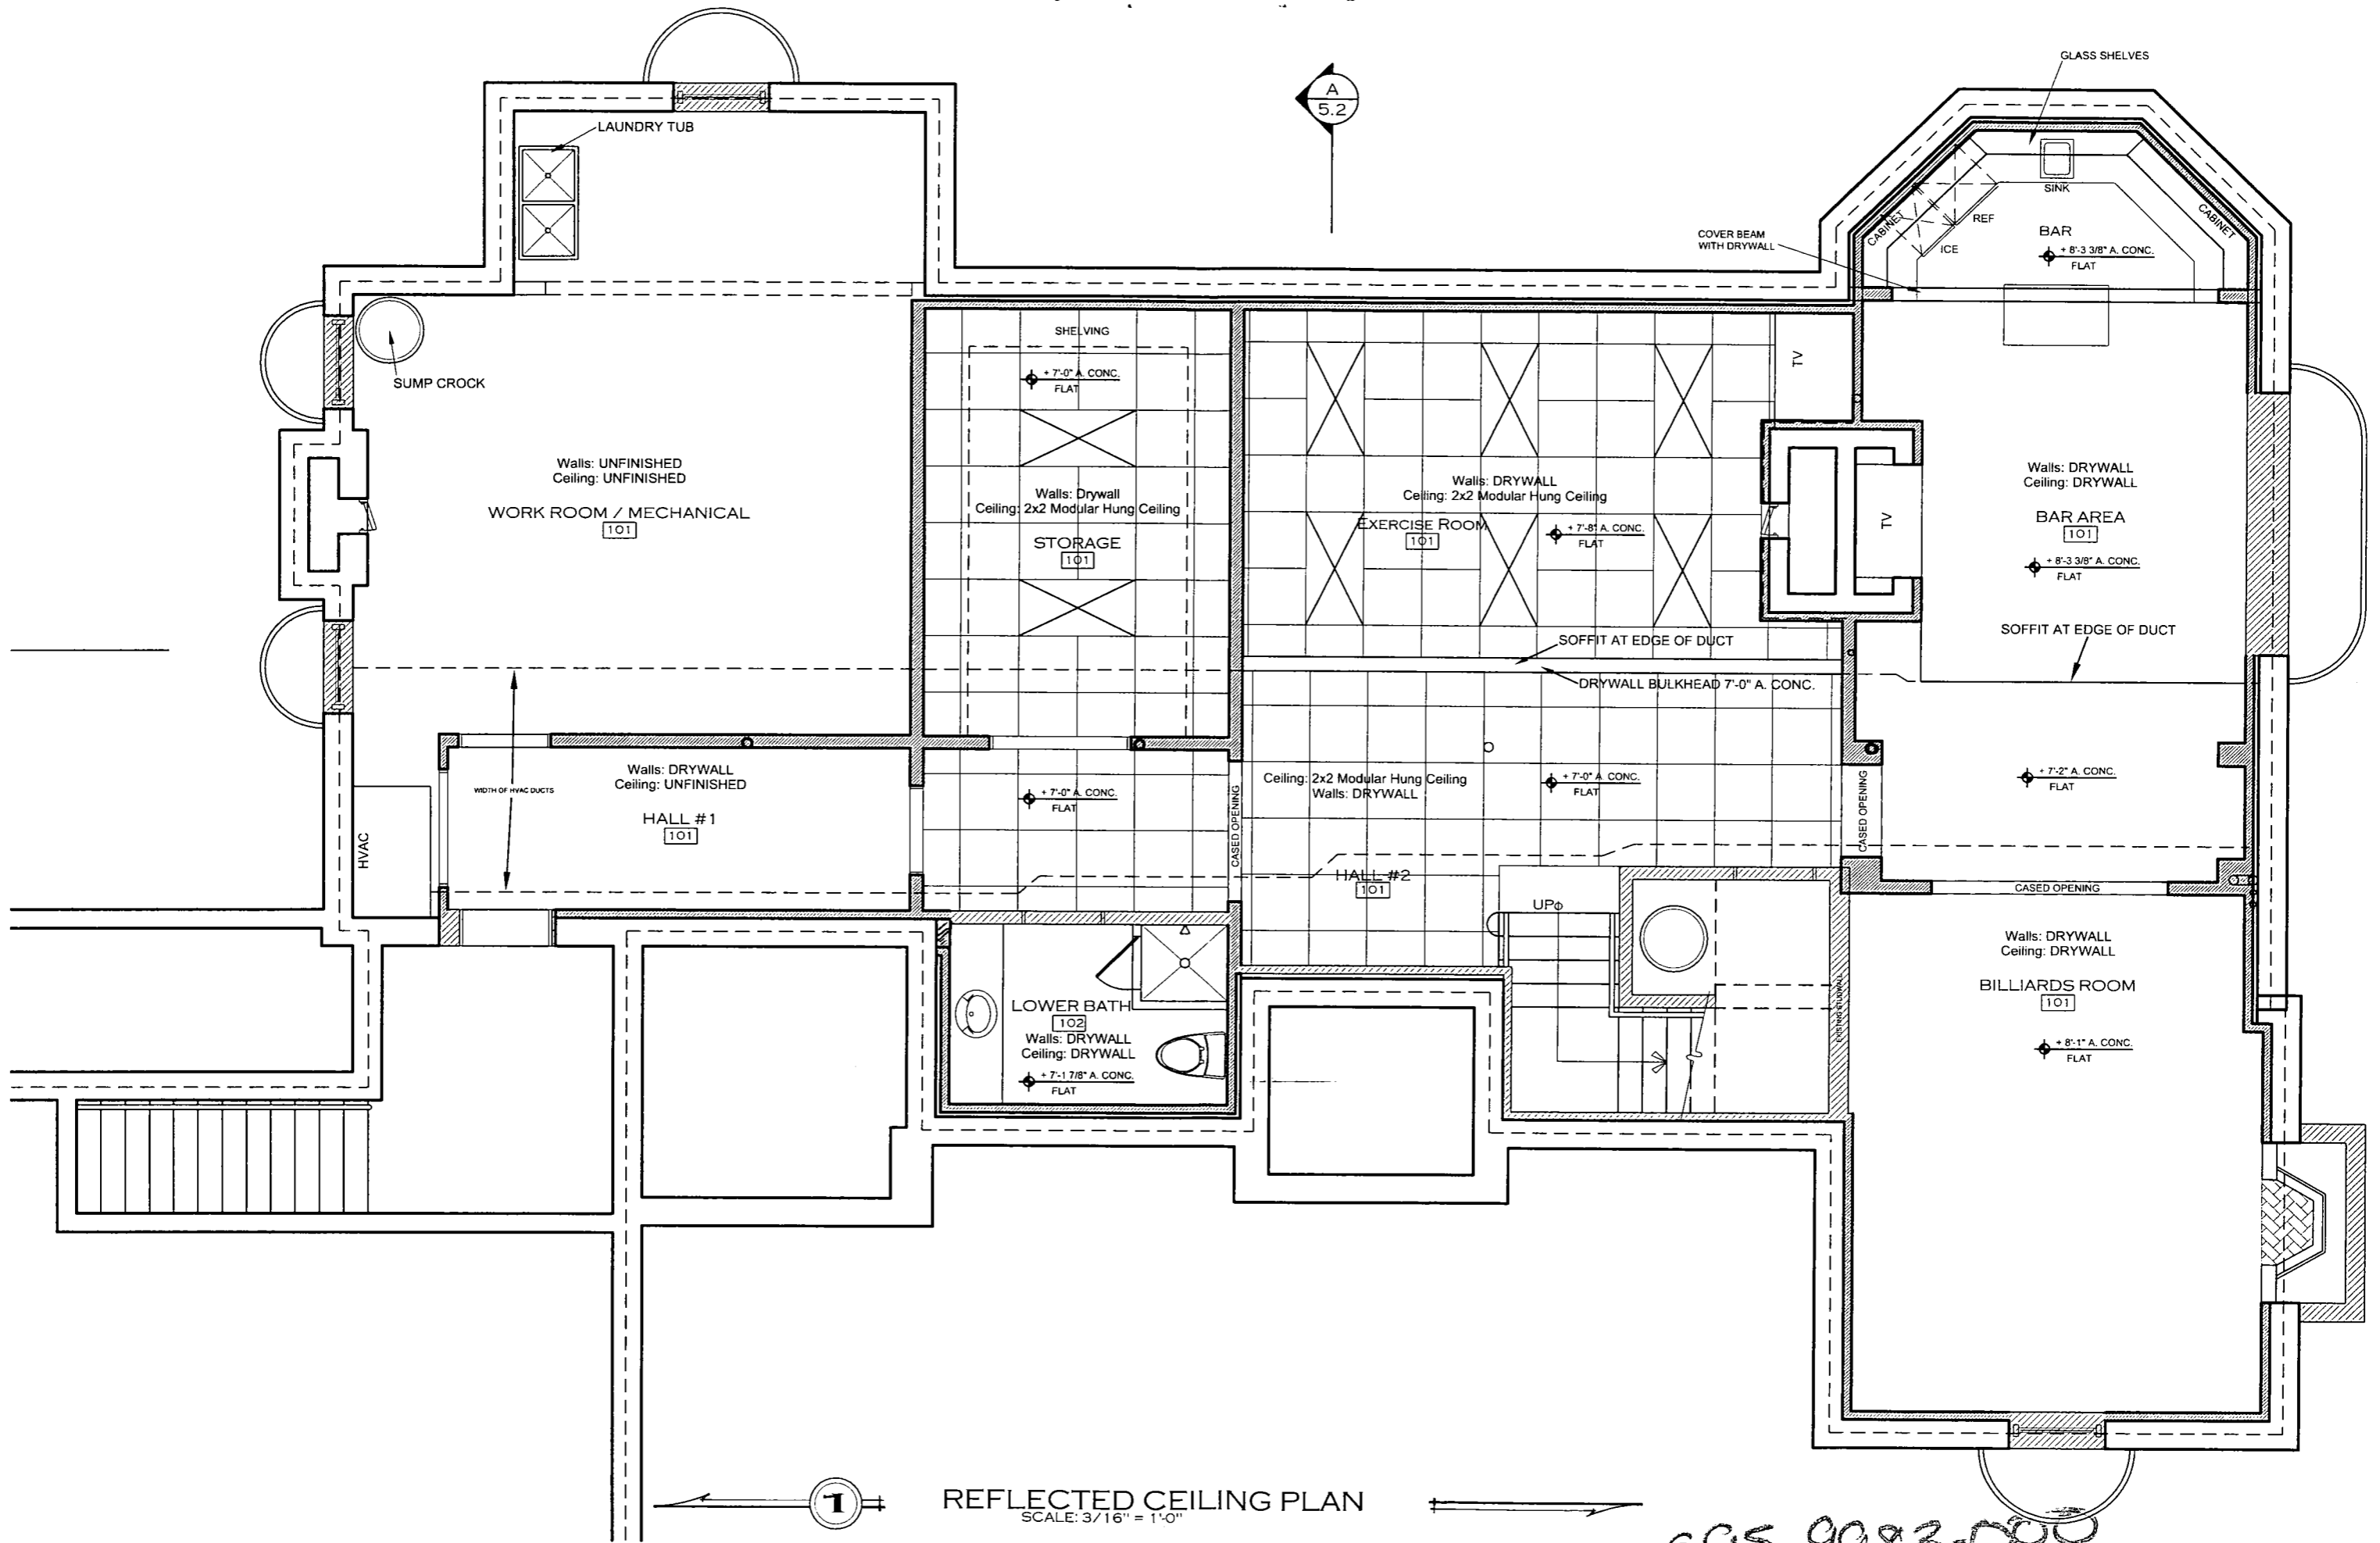 A
5.2
GLASS SHELVES
LAUNDRY TUB
SINK
CABINET
REF
CABINET
COVER BEAM
WITH DRYWALL
BAR
ICE
+ 8'-3 3/8" A. CONC.
FLAT
SHELVING
SUMP CROCK
+ 7'-0" A. CONC.
FLAT
TV
Walls: UNFINISHED
Ceiling: UNFINISHED
WORK ROOM / MECHANICAL
101
Walls: Drywall
Ceiling: 2x2 Modular Hung Ceiling
STORAGE
101
Walls: DRYWALL
Ceiling: 2x2 Modular Hung Ceiling
EXERCISE ROOM
101
+ 7'-8" A. CONC.
FLAT
TV
Walls: DRYWALL
Ceiling: DRYWALL
BAR AREA
101
+ 8'-3 3/8" A. CONC.
FLAT
SOFFIT AT EDGE OF DUCT
SOFFIT AT EDGE OF DUCT
DRYWALL BULKHEAD 7'-0" A. CONC.
WIDTH OF HVAC DUCTS
Walls: DRYWALL
Ceiling: UNFINISHED
HALL #1
101
HVAC
+ 7'-0" A. CONC.
FLAT
CASED OPENING
Ceiling: 2x2 Modular Hung Ceiling
Walls: DRYWALL
+ 7'-0" A. CONC.
FLAT
CASED OPENING
+ 7'-2" A. CONC.
FLAT
HALL #2
101
CASED OPENING
UP
LOWER BATH
102
Walls: DRYWALL
Ceiling: DRYWALL
+ 7'-1 7/8" A. CONC.
FLAT
Walls: DRYWALL
Ceiling: DRYWALL
BILLIARDS ROOM
101
+ 8'-1" A. CONC.
FLAT
1
REFLECTED CEILING PLAN
SCALE: 3/16" = 1'-0"